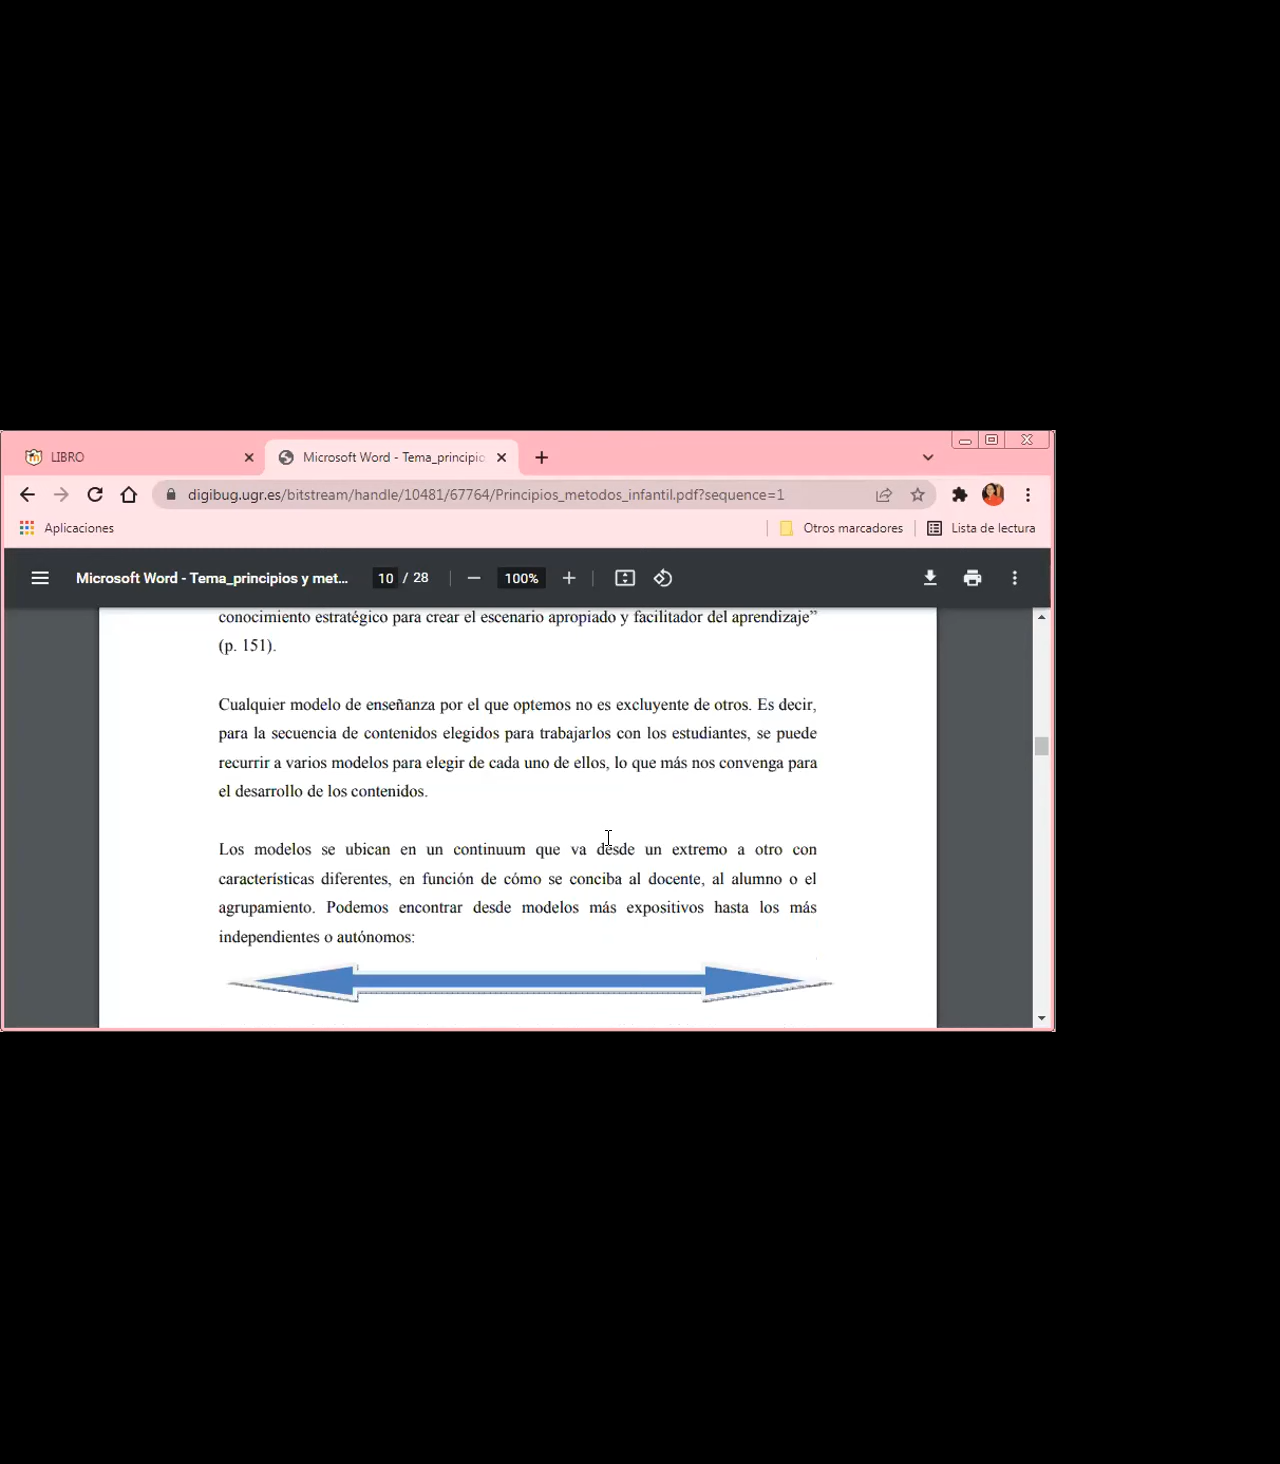 LIBRO
Microsoft Word - Tema_principio
digibug.ugr.es/bitstream/handle/10481/67764/Principios_metodos_infantil.pdf?sequence=1
Aplicaciones
Otros marcadores
Lista de lectura
Microsoft Word - Tema_principios y met...
10 / 28
100%
conocimiento estratégico para crear el escenario apropiado y facilitador del aprendizaje”
(p. 151).
Cualquier modelo de enseñanza por el que optemos no es excluyente de otros. Es decir,
para la secuencia de contenidos elegidos para trabajarlos con los estudiantes, se puede
recurrir a varios modelos para elegir de cada uno de ellos, lo que más nos convenga para
el desarrollo de los contenidos.
Los modelos se ubican en un continuum que va desde un extremo a otro con
características diferentes, en función de cómo se conciba al docente, al alumno o el
agrupamiento. Podemos encontrar desde modelos más expositivos hasta los más
independientes o autónomos: